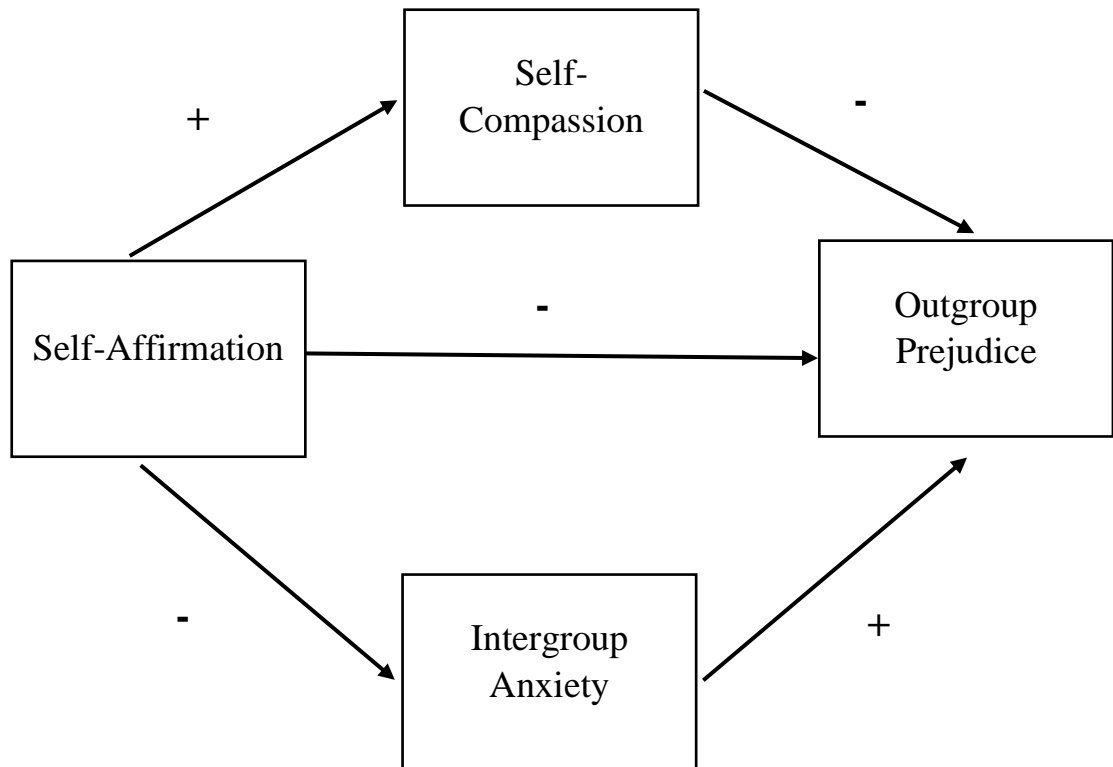 Self-
Compassion
+
-
Self-Affirmation
-
Outgroup
Prejudice
-
Intergroup
Anxiety
+